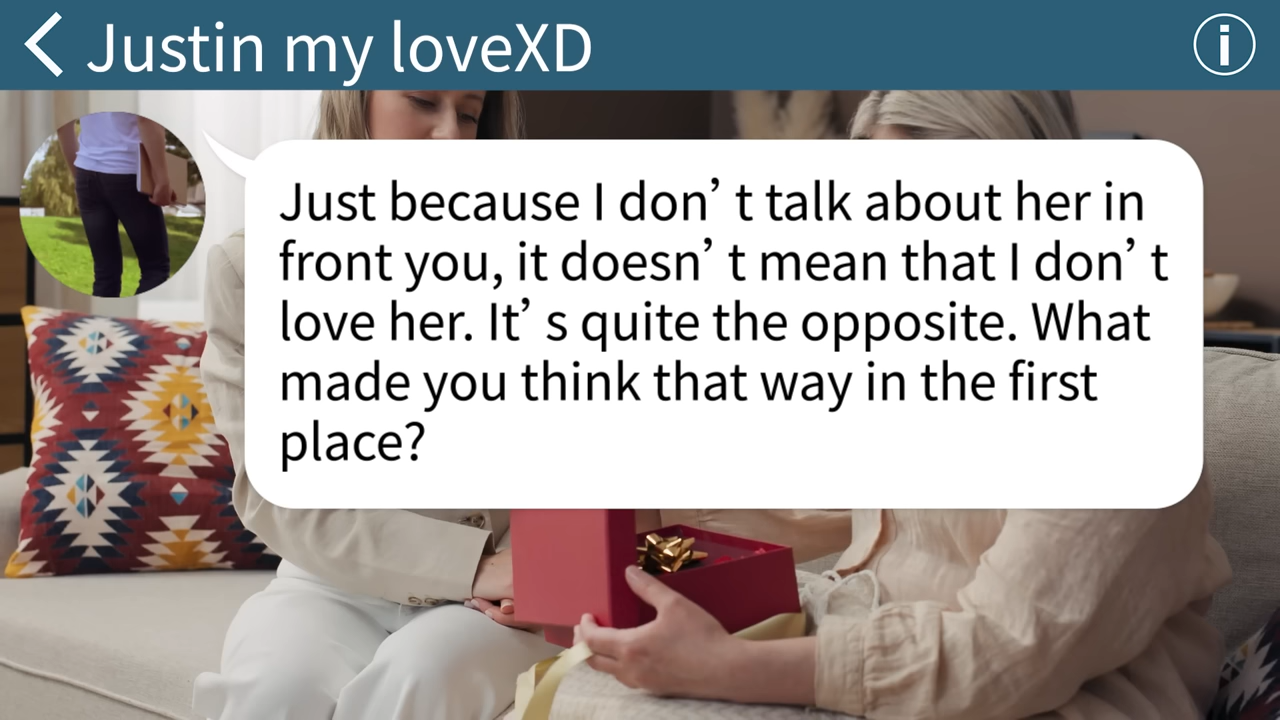 Justin my loveXD
Just because I don’ t talk about her in
front you, it doesn’ t mean that I don’ t
love her. It’ s quite the opposite. What
made you think that way in the first
place?